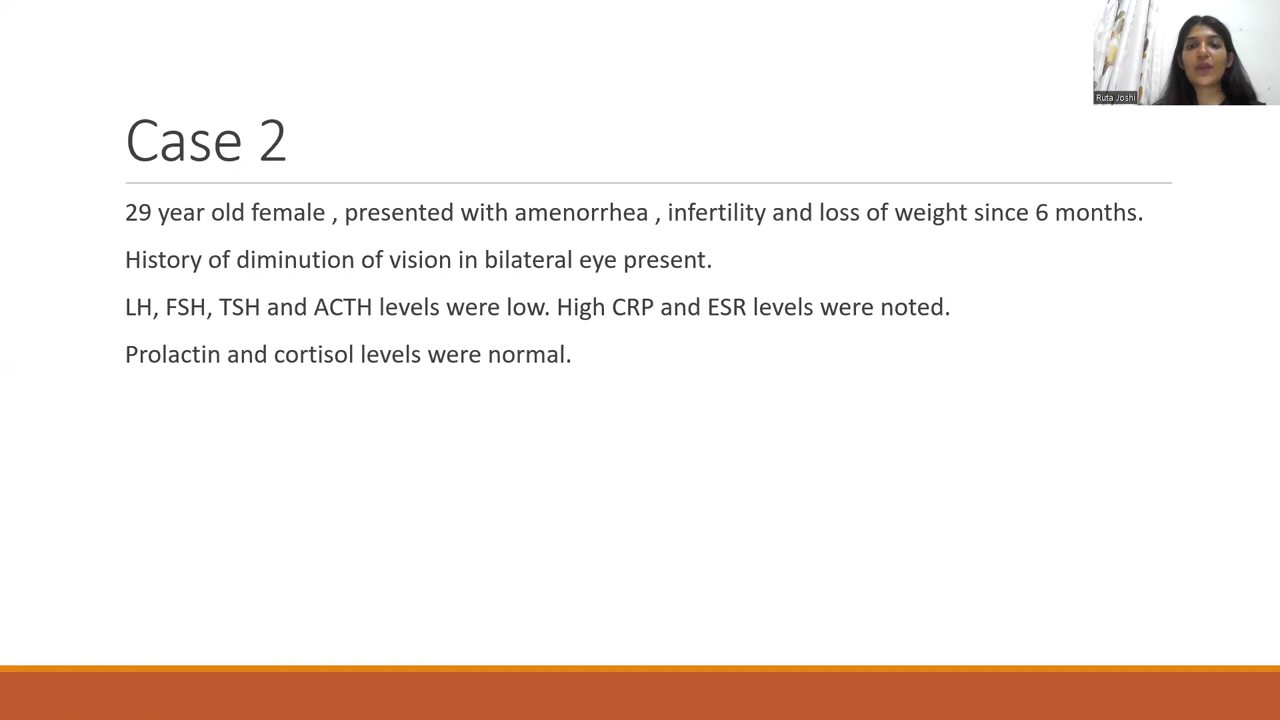 Ruta Joshi
Case 2
29 year old female , presented with amenorrhea , infertility and loss of weight since 6 months.
History of diminution of vision in bilateral eye present.
LH, FSH, TSH and ACTH levels were low. High CRP and ESR levels were noted.
Prolactin and cortisol levels were normal.